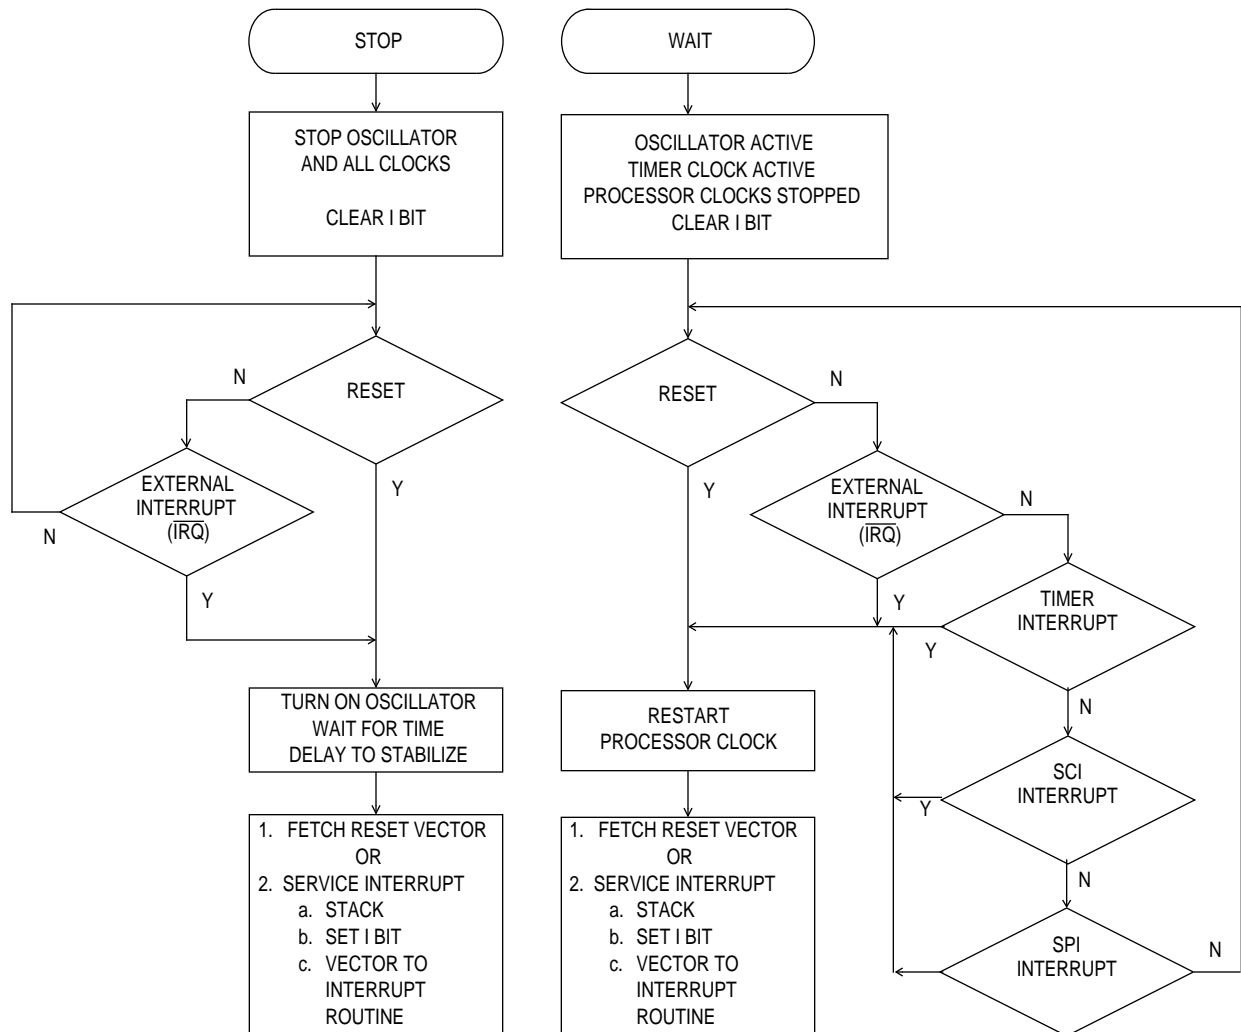 STOP
STOP OSCILLATOR
AND ALL CLOCKS
CLEAR I BIT
N
RESET
Y
EXTERNAL
INTERRUPT
(IRQ)
N
Y
TURN ON OSCILLATOR
WAIT FOR TIME
DELAY TO STABILIZE
1. FETCH RESET VECTOR
OR
2. SERVICE INTERRUPT
a. STACK
b. SET I BIT
c. VECTOR TO
INTERRUPT
ROUTINE
WAIT
OSCILLATOR ACTIVE
TIMER CLOCK ACTIVE
PROCESSOR CLOCKS STOPPED
CLEAR I BIT
RESET
N
Y
EXTERNAL
INTERRUPT
(IRQ)
N
Y
TIMER
INTERRUPT
Y
N
RESTART
PROCESSOR CLOCK
SCI
INTERRUPT
Y
N
SPI
INTERRUPT
N
1. FETCH RESET VECTOR
OR
2. SERVICE INTERRUPT
a. STACK
b. SET I BIT
c. VECTOR TO
INTERRUPT
ROUTINE